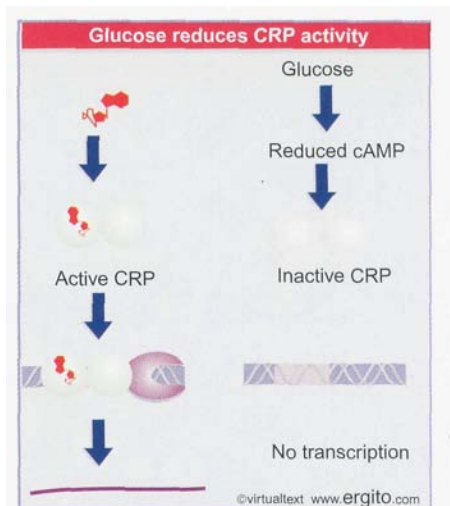 Glucose reduces CRP activity
Glucose
Reduced cAMP
Active CRP
Inactive CRP
No transcription
©virtualtext www.ergito.com